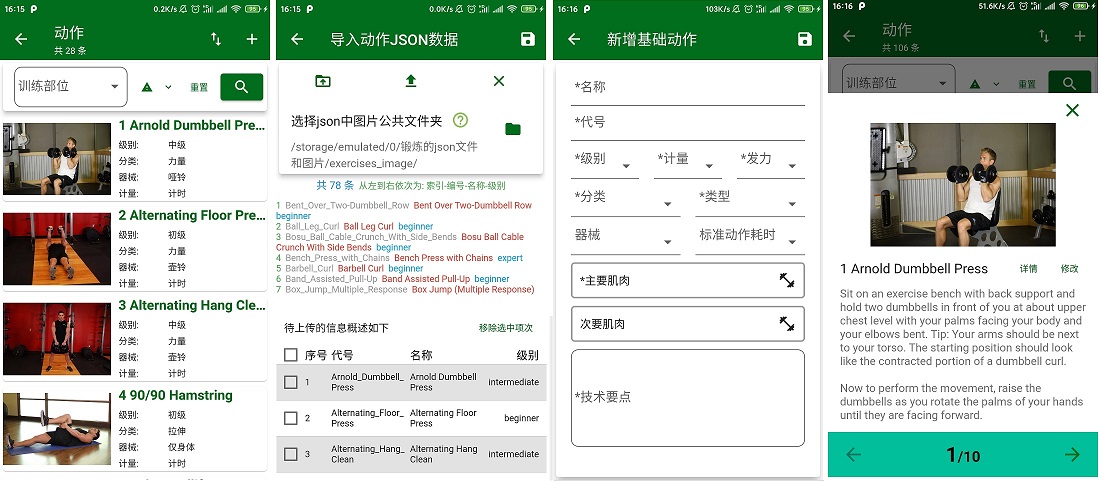 16:15
0.2K/s
95
动作
共 28 条
训练部位
重置
1 Arnold Dumbbell Pre...
级别: 中级
分类: 力量
器械: 哑铃
计量: 计时
2 Alternating Floor Pre...
级别: 中级
分类: 力量
器械: 壶铃
计量: 计时
3 Alternating Hang Cle...
级别: 中级
分类: 力量
器械: 壶铃
计量: 计时
4 90/90 Hamstring
级别: 初级
分类: 拉伸
器械: 仅身体
计量: 计时
16:15
0.0K/s
95
导入动作JSON数据
选择json中图片公共文件夹
/storage/emulated/0/锻炼的json文件
和图片/exercises_image/
共 78 条 从左到右依次为: 索引-编号-名称-级别
1 Bent_Over_Two-Dumbbell_Row Bent Over Two-Dumbbell Row
beginner
2 Ball_Leg_Curl Ball Leg Curl beginner
3 Bosu_Ball_Cable_Crunch_With_Side_Bends Bosu Ball Cable
Crunch With Side Bends beginner
4 Bench_Press_with_Chains Bench Press with Chains expert
5 Barbell_Curl Barbell Curl beginner
6 Band_Assisted_Pull-Up Band Assisted Pull-Up beginner
7 Box_Jump_Multiple_Response Box Jump (Multiple Response)
待上传的信息概述如下 移除选中项次
序号 代号 名称 级别
1 Arnold_Dumbbell_ Arnold Dumbbell intermediate
Press Press
2 Alternating_Floor_ Alternating Floor beginner
Press Press
3 Alternating_Hang_ Alternating Hang intermediate
Clean Clean
16:16
103K/s
95
新增基础动作
*名称
*代号
*级别 *计量 *发力
*分类 *类型
器械 标准动作耗时
*主要肌肉
次要肌肉
*技术要点
16:16
51.6K/s
95
动作
共 106 条
训练部位
重置
1 Arnold Dumbbell Press 详情 修改
Sit on an exercise bench with back support and
hold two dumbbells in front of you at about upper
chest level with your palms facing your body and
your elbows bent. Tip: Your arms should be next
to your torso. The starting position should look
like the contracted portion of a dumbbell curl.
Now to perform the movement, raise the
dumbbells as you rotate the palms of your hands
until they are facing forward.
1/10